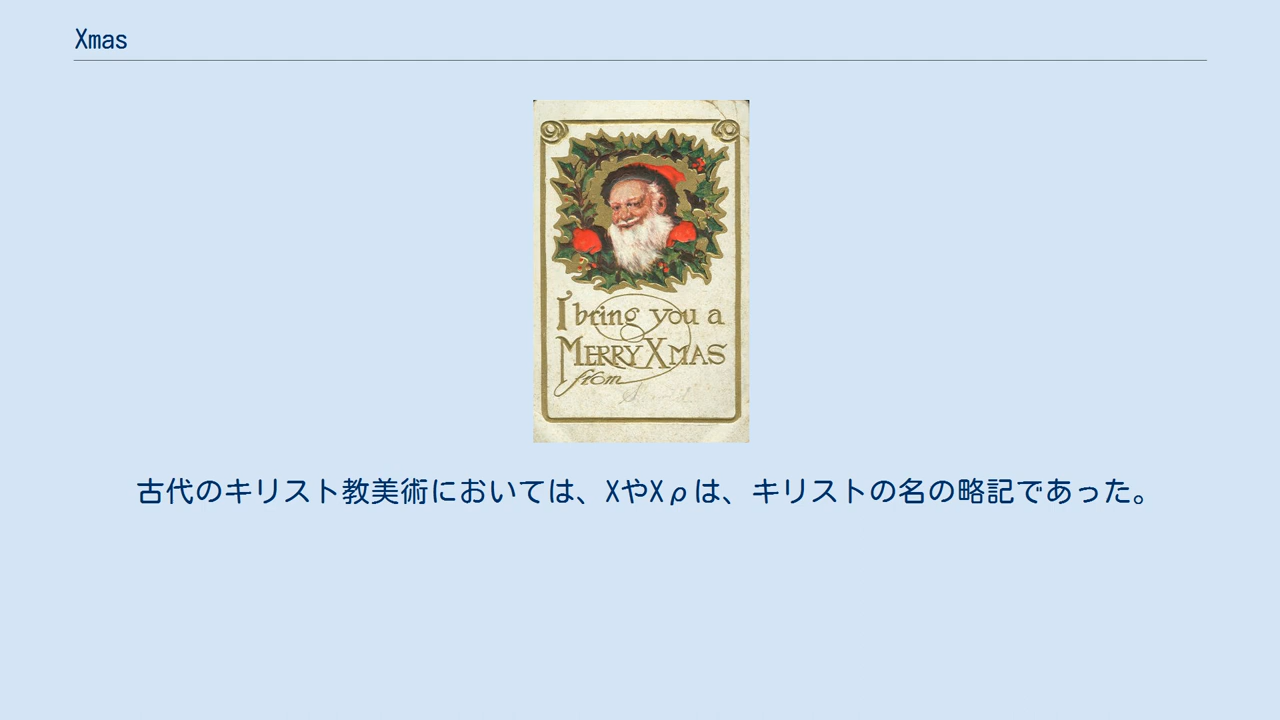 Xmas
I bring you a
MERRY XMAS
from
古代のキリスト教美術においては、XやXρは、キリストの名の略記であった。